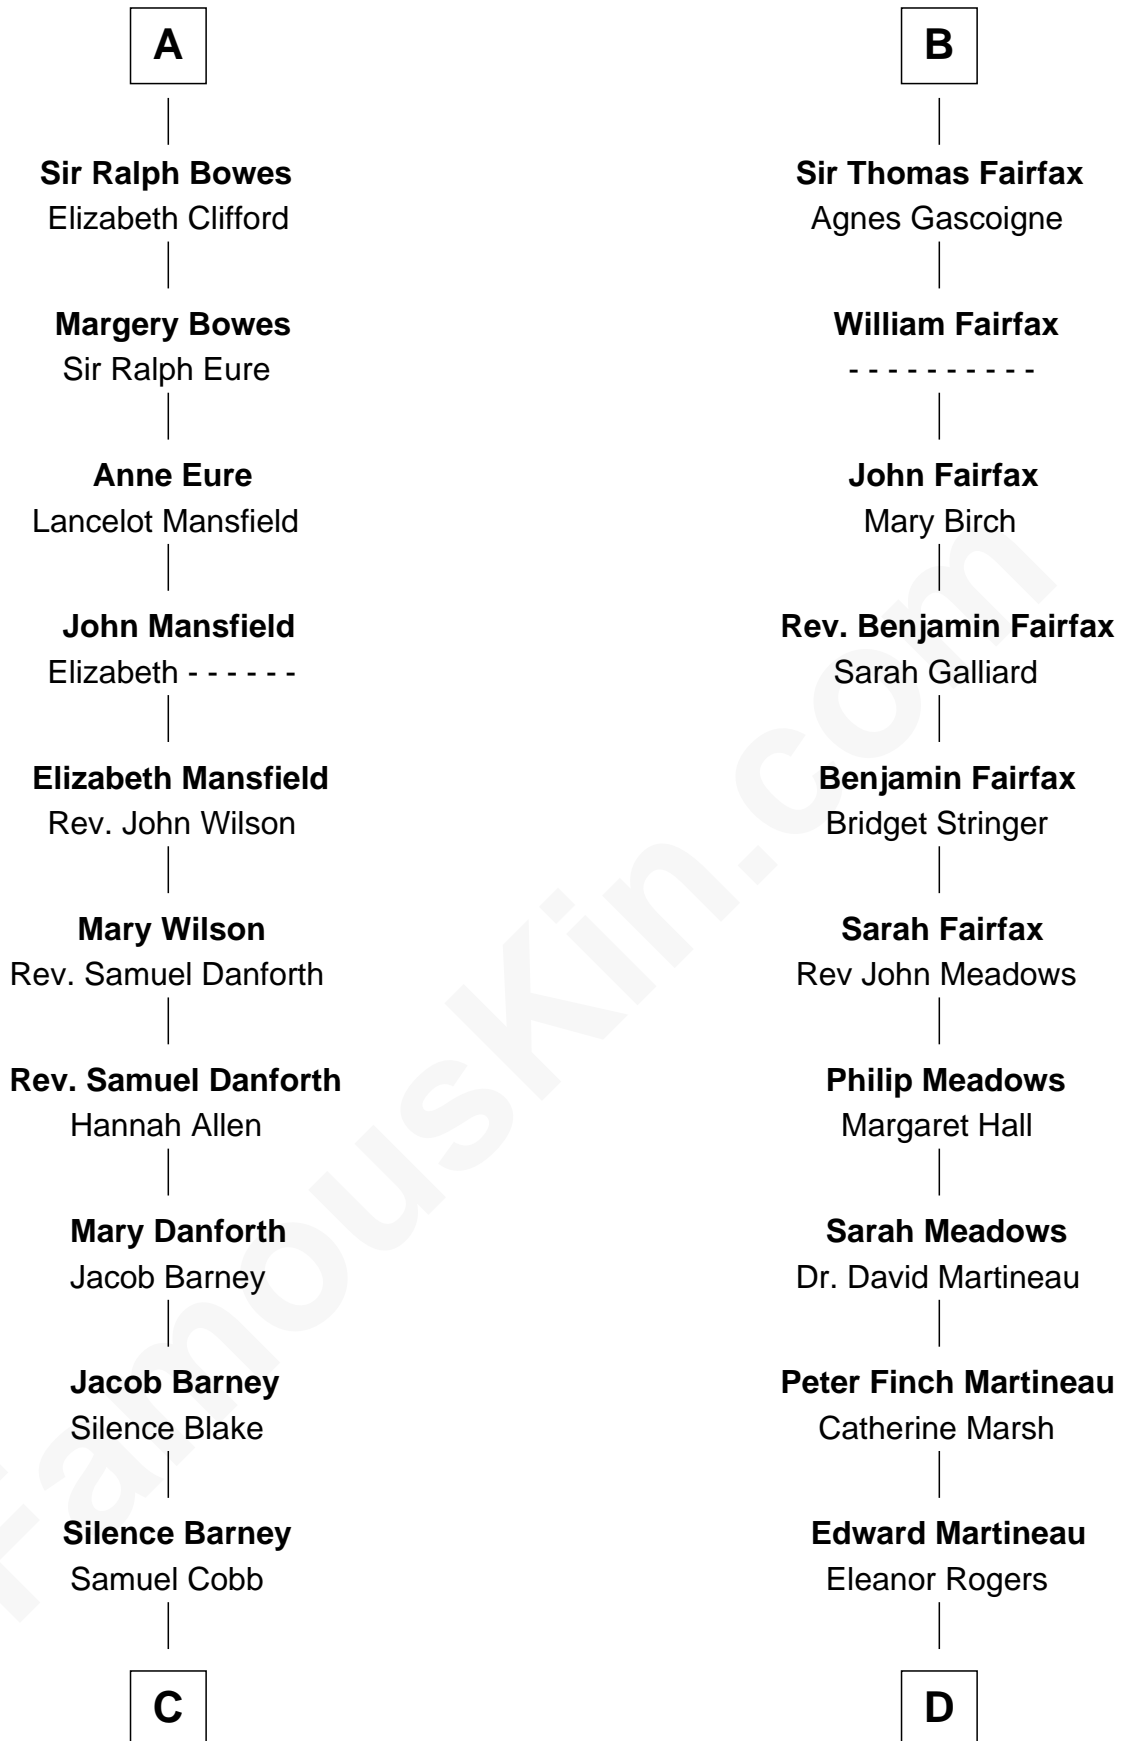 A
Sir Ralph Bowes
Elizabeth Clifford
Margery Bowes
Sir Ralph Eure
Anne Eure
Lancelot Mansfield
John Mansfield
Elizabeth - - - - - -
Elizabeth Mansfield
Rev. John Wilson
Mary Wilson
Rev. Samuel Danforth
Rev. Samuel Danforth
Hannah Allen
Mary Danforth
Jacob Barney
Jacob Barney
Silence Blake
Silence Barney
Samuel Cobb
C
B
Sir Thomas Fairfax
Agnes Gascoigne
William Fairfax
- - - - - - - - - -
John Fairfax
Mary Birch
Rev. Benjamin Fairfax
Sarah Galliard
Benjamin Fairfax
Bridget Stringer
Sarah Fairfax
Rev John Meadows
Philip Meadows
Margaret Hall
Sarah Meadows
Dr. David Martineau
Peter Finch Martineau
Catherine Marsh
Edward Martineau
Eleanor Rogers
D
FamousKin.com